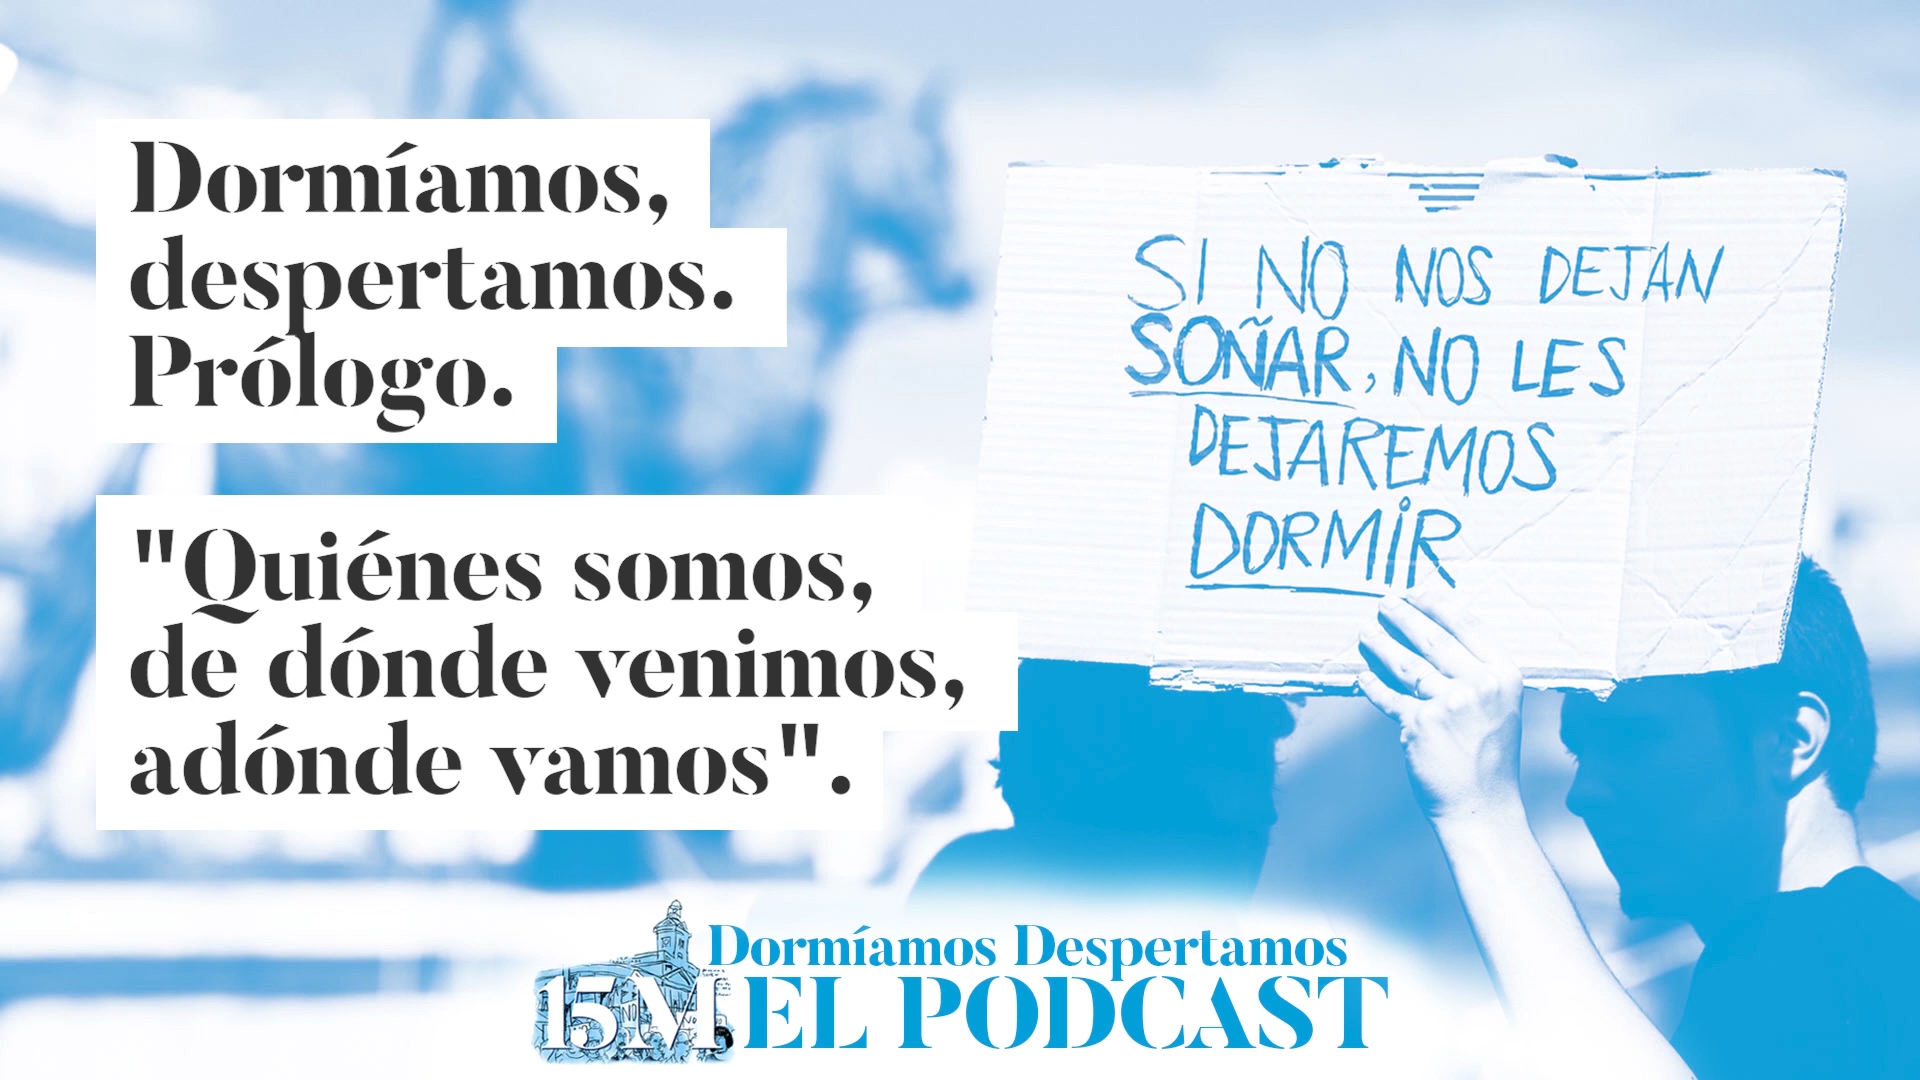 Dormíamos,
despertamos.
Prólogo.
"Quiénes somos,
de dónde venimos,
adónde vamos".
SI NO NOS DEJAN
SOÑAR, NO LES
DEJAREMOS
DORMIR
Dormíamos Despertamos
15M EL PODCAST